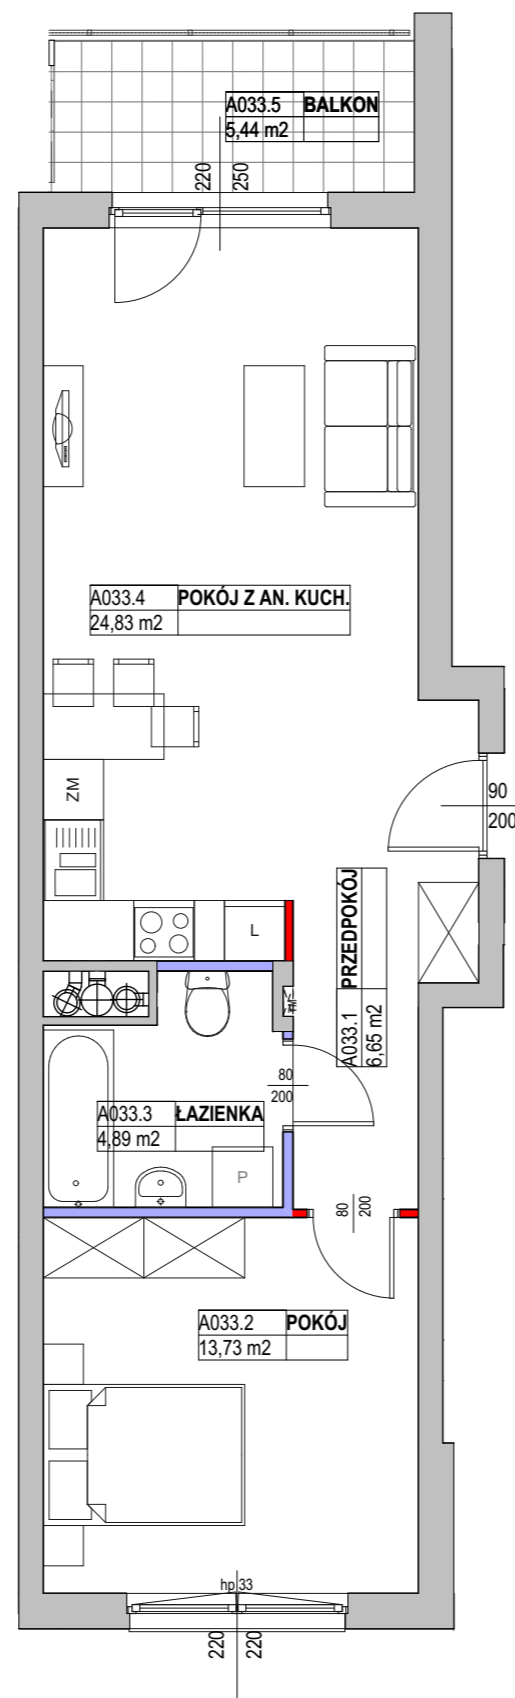 A033.5 BALKON
5,44 m2
220
250
A033.4 POKÓJ Z AN. KUCH.
24,83 m2
ZM
90
200
L
A033.1 PRZEDPOKÓJ
6,65 m2
80
200
A033.3 ŁAZIENKA
4,89 m2
P
80
200
A033.2 POKÓJ
13,73 m2
hp 33
220
220